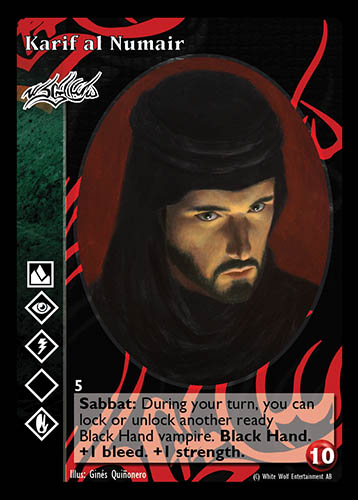 Karif al Numair
5
Sabbat: During your turn, you can
lock or unlock another ready
Black Hand vampire. Black Hand.
+1 bleed. +1 strength.
10
Illus: Ginés Quiñonero
(C) White Wolf Entertainment AB